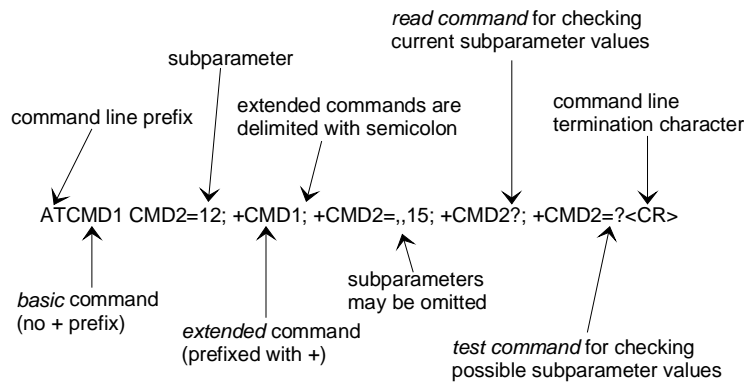 read command for checking
current subparameter values
subparameter
extended commands are
delimited with semicolon
command line
termination character
command line prefix
ATCMD1 CMD2=12; +CMD1; +CMD2=,,15; +CMD2?; +CMD2=?<CR>
basic command
(no + prefix)
extended command
(prefixed with +)
subparameters
may be omitted
test command for checking
possible subparameter values